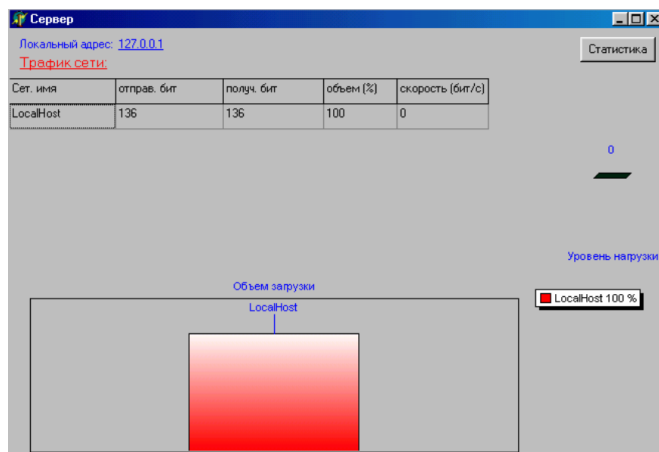 Сервер
Локальный адрес: 127.0.0.1
Статистика
Трафик сети:
Сет. имя отправ. бит получ. бит объем (%) скорость (бит/с)
LocalHost 136 136 100 0
0
Уровень нагрузки
Объем загрузки
LocalHost 100 %
LocalHost